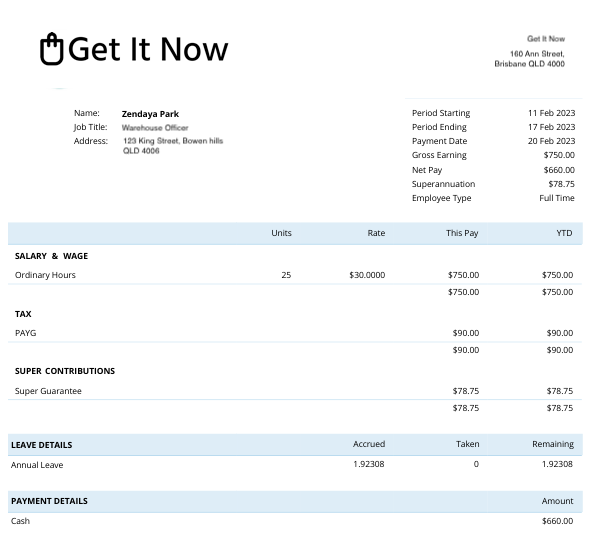 Get It Now
Get It Now
160 Ann Street,
Brisbane QLD 4000
Name: Zendaya Park
Job Title: Warehouse Officer
Address: 123 King Street, Bowen hills
QLD 4006
Period Starting 11 Feb 2023
Period Ending 17 Feb 2023
Payment Date 20 Feb 2023
Gross Earning $750.00
Net Pay $660.00
Superannuation $78.75
Employee Type Full Time
Units Rate This Pay YTD
SALARY & WAGE
Ordinary Hours 25 $30.0000 $750.00 $750.00
$750.00 $750.00
TAX
PAYG $90.00 $90.00
$90.00 $90.00
SUPER CONTRIBUTIONS
Super Guarantee $78.75 $78.75
$78.75 $78.75
LEAVE DETAILS Accrued Taken Remaining
Annual Leave 1.92308 0 1.92308
PAYMENT DETAILS Amount
Cash $660.00